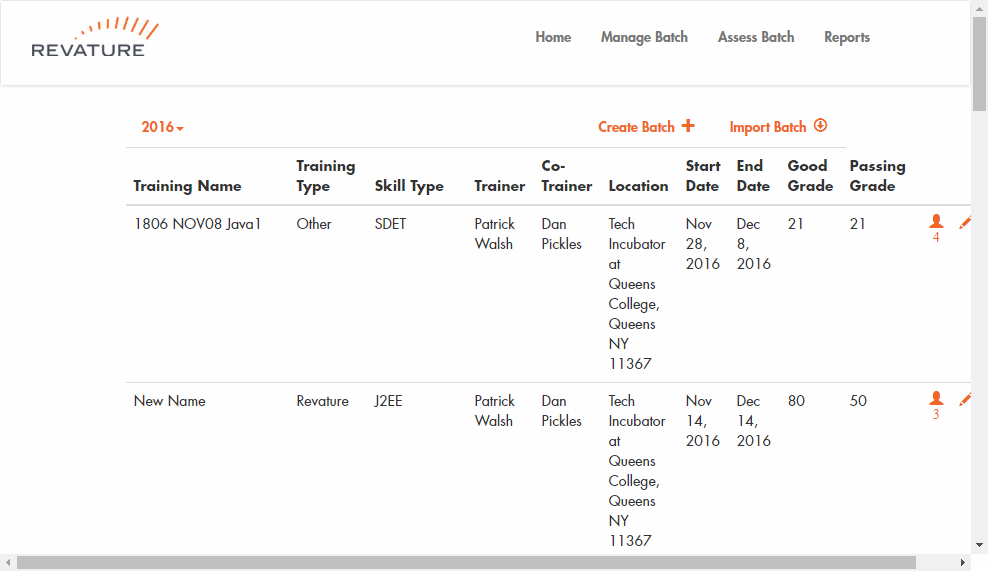 REVATURE
Home Manage Batch Assess Batch Reports
2016 Create Batch Import Batch
Training Name Training Type Skill Type Trainer Co-Trainer Location Start Date End Date Good Grade Passing Grade
1806 NOV08 Java1 Other SDET Patrick Walsh Dan Pickles Tech Incubator at Queens College, Queens NY 11367 Nov 28, 2016 Dec 8, 2016 21 21 4
New Name Revature J2EE Patrick Walsh Dan Pickles Tech Incubator at Queens College, Queens NY 11367 Nov 14, 2016 Dec 14, 2016 80 50 3